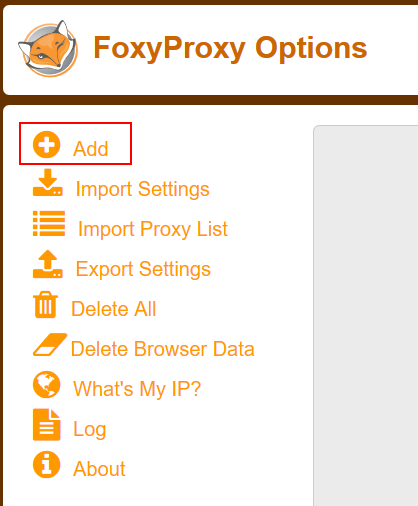 FoxyProxy Options
Add
Import Settings
Import Proxy List
Export Settings
Delete All
Delete Browser Data
What's My IP?
Log
About